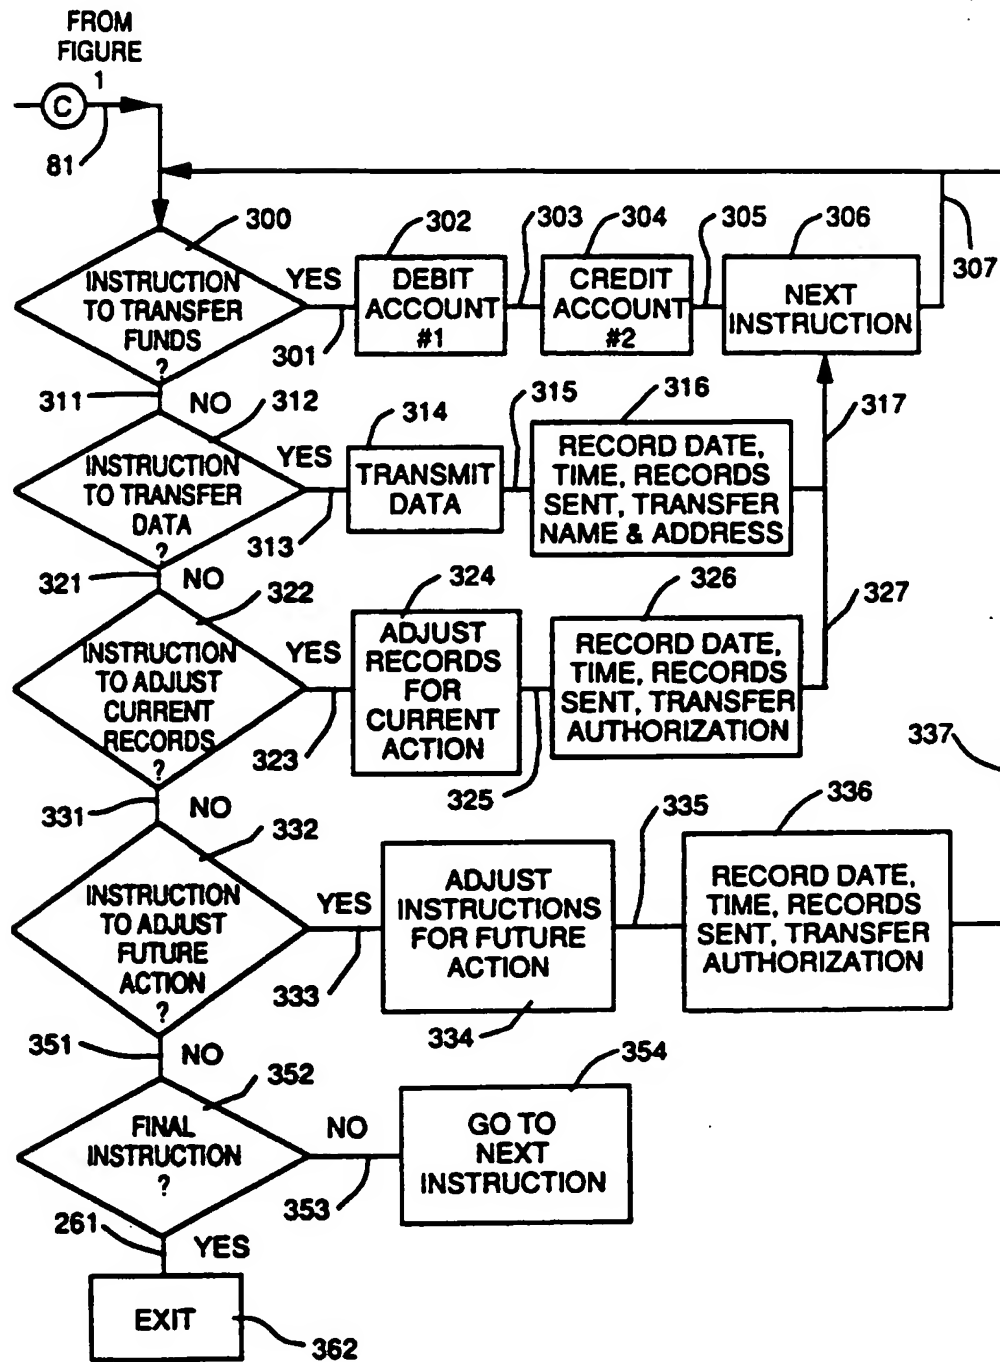 FROM
FIGURE
1
C
81
300
302
303
304
305
306
307
INSTRUCTION
TO TRANSFER
FUNDS
?
YES
301
DEBIT
ACCOUNT
#1
CREDIT
ACCOUNT
#2
NEXT
INSTRUCTION
311
NO
312
314
315
316
317
INSTRUCTION
TO TRANSFER
DATA
?
YES
313
TRANSMIT
DATA
RECORD DATE,
TIME, RECORDS
SENT, TRANSFER
NAME & ADDRESS
321
NO
322
324
326
327
INSTRUCTION
TO ADJUST
CURRENT
RECORDS
?
YES
323
ADJUST
RECORDS
FOR
CURRENT
ACTION
325
RECORD DATE,
TIME, RECORDS
SENT, TRANSFER
AUTHORIZATION
337
331
NO
332
335
336
INSTRUCTION
TO ADJUST
FUTURE
ACTION
?
YES
333
ADJUST
INSTRUCTIONS
FOR FUTURE
ACTION
334
RECORD DATE,
TIME, RECORDS
SENT, TRANSFER
AUTHORIZATION
351
NO
352
354
FINAL
INSTRUCTION
?
NO
353
GO TO
NEXT
INSTRUCTION
261
YES
EXIT
362